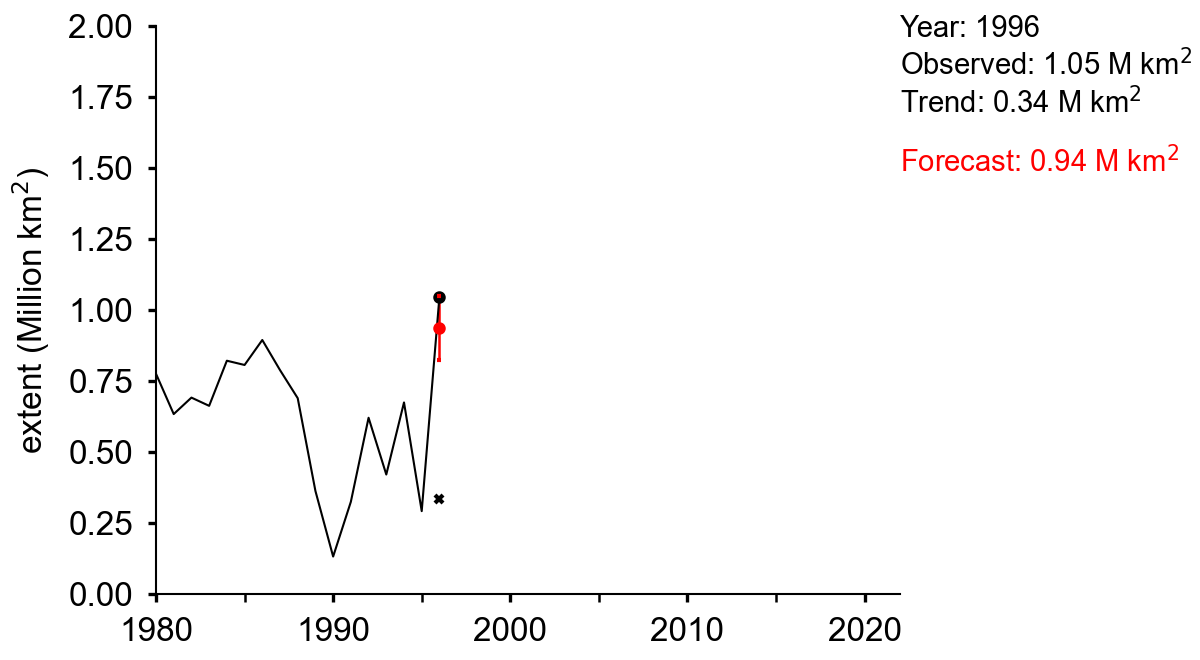 2.00
1.75
1.50
1.25
1.00
0.75
0.50
0.25
0.00
extent (Million km²)
1980
1990
2000
2010
2020
Year: 1996
Observed: 1.05 M km²
Trend: 0.34 M km²
Forecast: 0.94 M km²